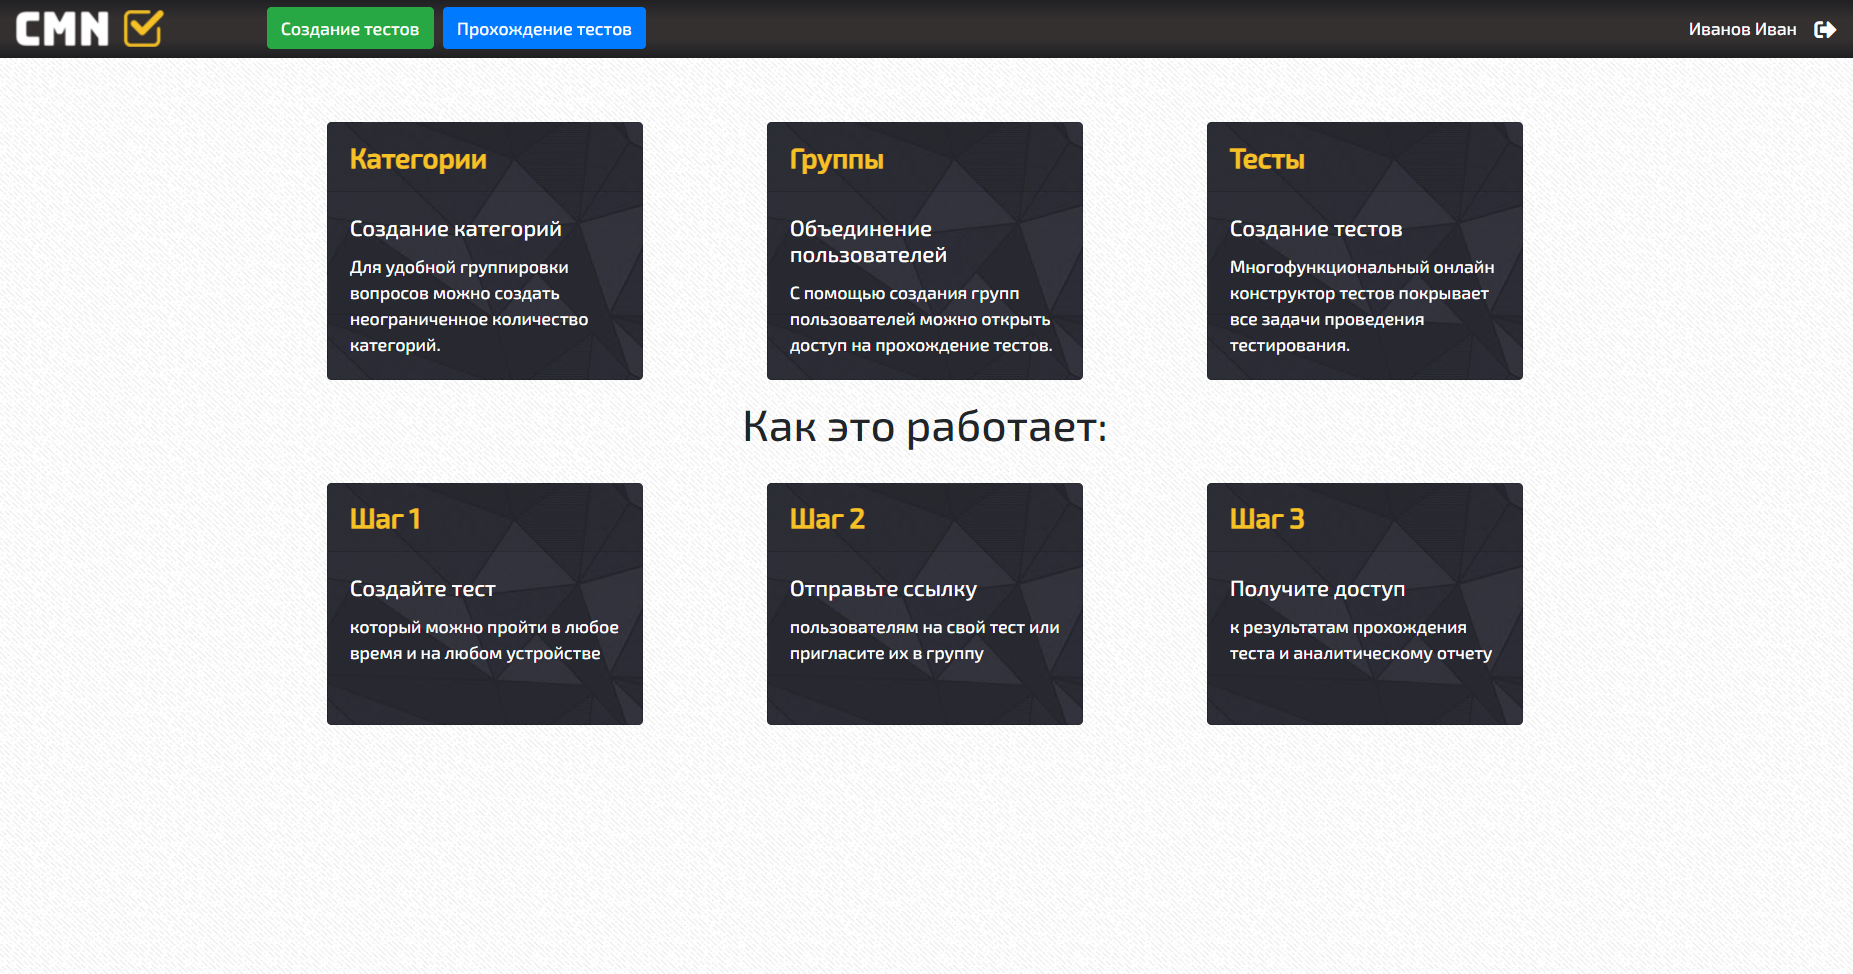 CMN
Создание тестов
Прохождение тестов
Иванов Иван
Категории
Создание категорий
Для удобной группировки
вопросов можно создать
неограниченное количество
категорий.
Группы
Объединение
пользователей
С помощью создания групп
пользователей можно открыть
доступ на прохождение тестов.
Тесты
Создание тестов
Многофункциональный онлайн
конструктор тестов покрывает
все задачи проведения
тестирования.
Как это работает:
Шаг 1
Создайте тест
который можно пройти в любое
время и на любом устройстве
Шаг 2
Отправьте ссылку
пользователям на свой тест или
пригласите их в группу
Шаг 3
Получите доступ
к результатам прохождения
теста и аналитическому отчету